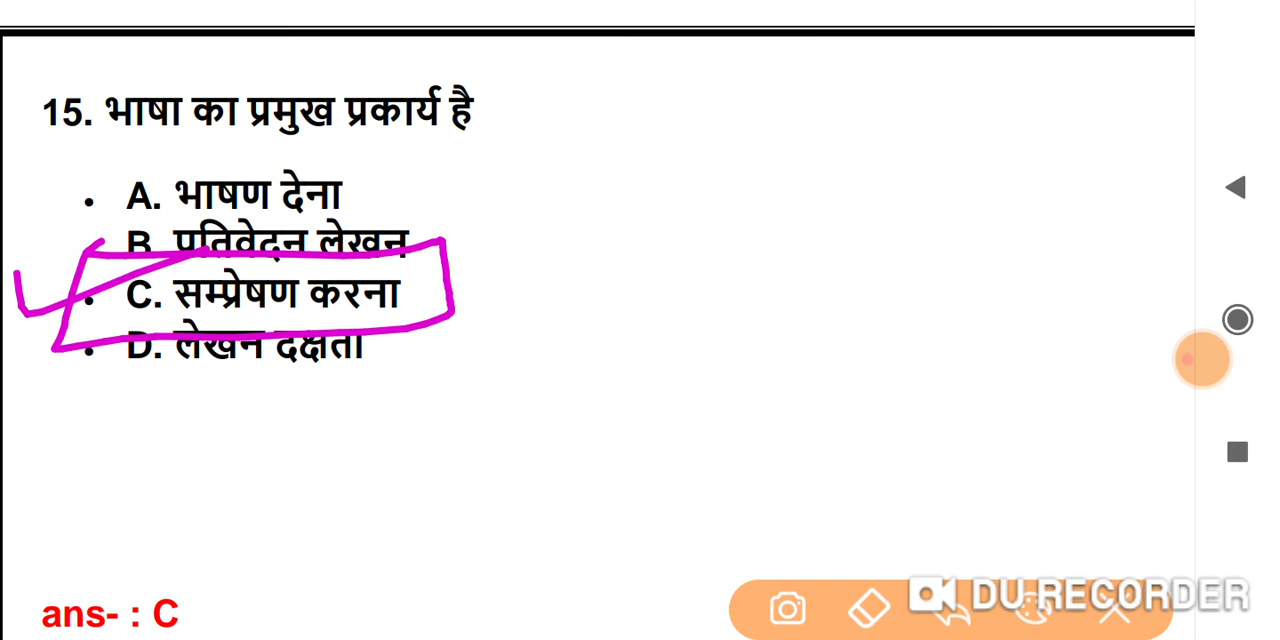 15. भाषा का प्रमुख प्रकार्य है
• A. भाषण देना
B. प्रतिवेदन लेखन
• C. सम्प्रेषण करना
• D. लेखन दक्षता
ans- : C
DU RECORDER